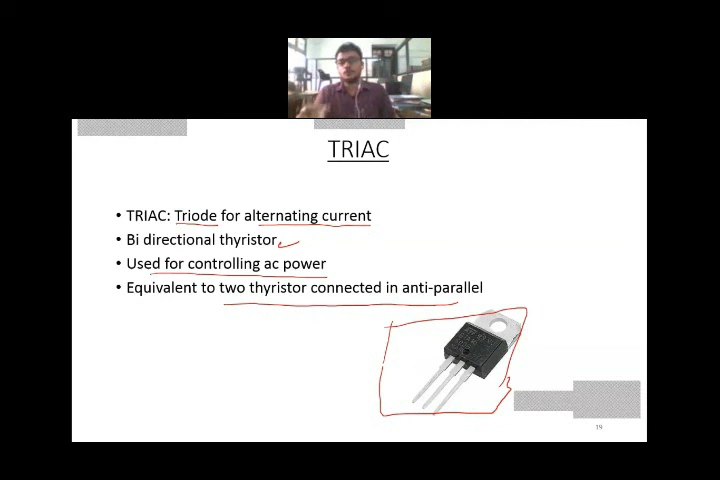 TRIAC
• TRIAC: Triode for alternating current
• Bi directional thyristor
• Used for controlling ac power
• Equivalent to two thyristor connected in anti-parallel
19